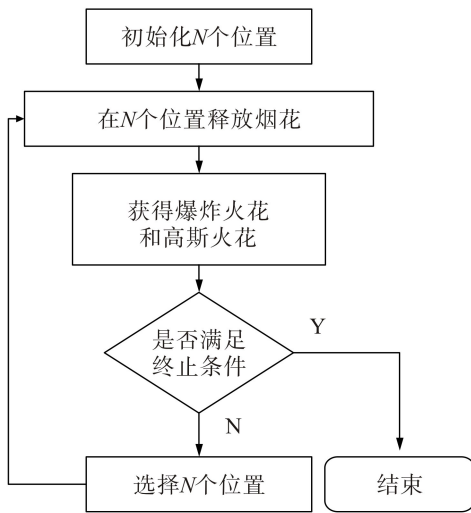 初始化N个位置
在N个位置释放烟花
获得爆炸火花
和高斯火花
是否满足
终止条件
Y
N
选择N个位置
结束